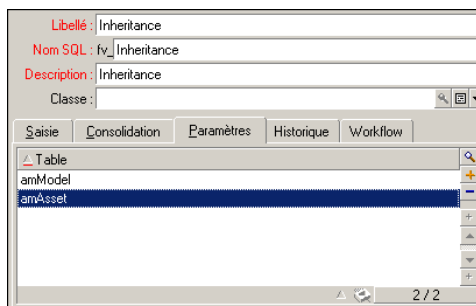 Libellé : Inheritance
Nom SQL : fv_ Inheritance
Description : Inheritance
Classe :
Saisie Consolidation Paramètres Historique Workflow
Table
amModel
amAsset
2 / 2